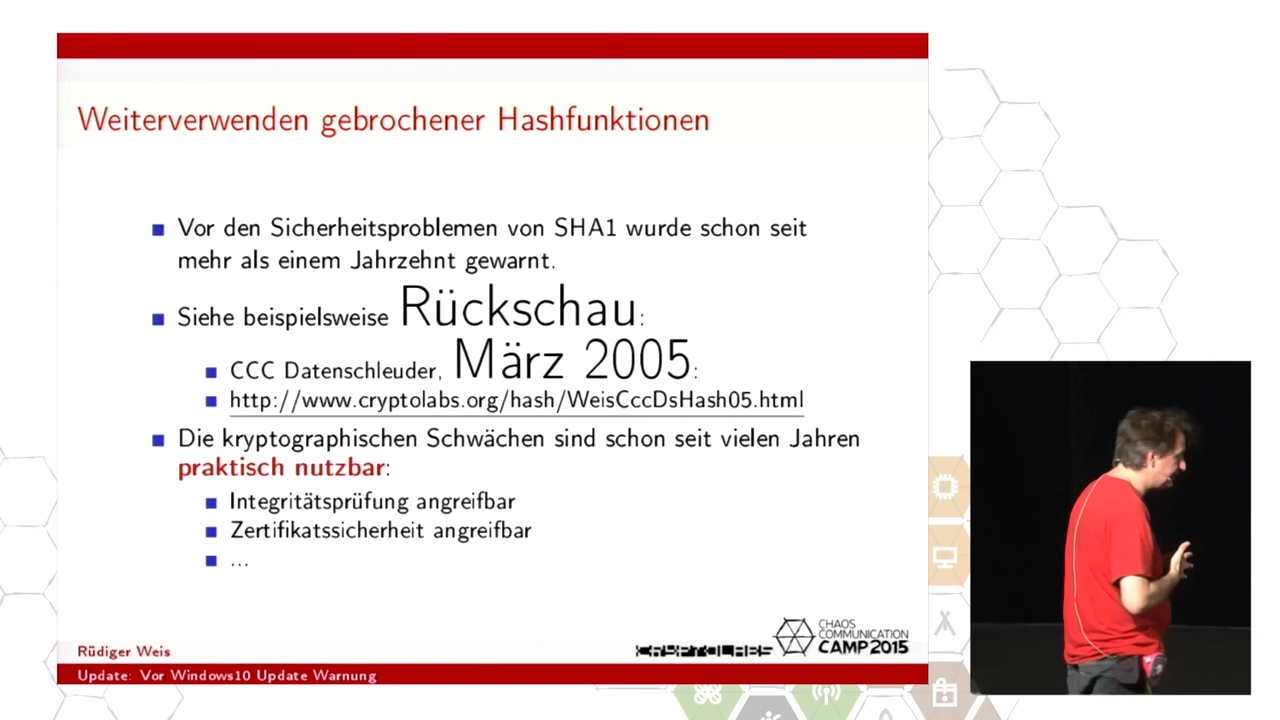 Weiterverwenden gebrochener Hashfunktionen
Vor den Sicherheitsproblemen von SHA1 wurde schon seit
mehr als einem Jahrzehnt gewarnt.
Siehe beispielsweise Rückschau:
CCC Datenschleuder, März 2005:
http://www.cryptolabs.org/hash/WeisCccDsHash05.html
Die kryptographischen Schwächen sind schon seit vielen Jahren
praktisch nutzbar:
Integritätsprüfung angreifbar
Zertifikatssicherheit angreifbar
...
CHAOS
COMMUNICATION
CAMP 2015
CRYPTOLABS
Rüdiger Weis
Update: Vor Windows10 Update Warnung